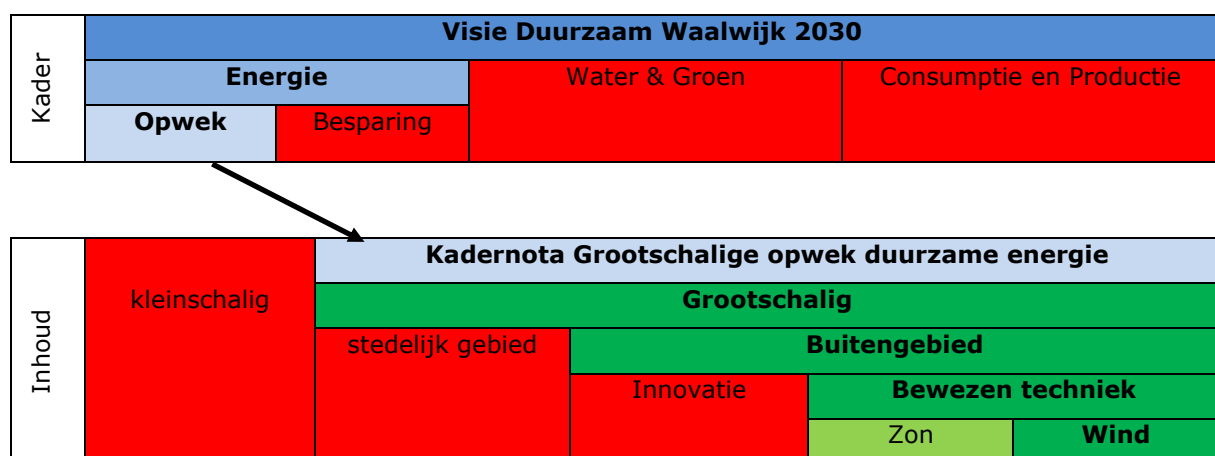 Kader
Visie Duurzaam Waalwijk 2030
Energie
Water & Groen
Consumptie en Productie
Opwek
Besparing
Inhoud
kleinschalig
Kadernota Grootschalige opwek duurzame energie
Grootschalig
stedelijk gebied
Buitengebied
Innovatie
Bewezen techniek
Zon
Wind